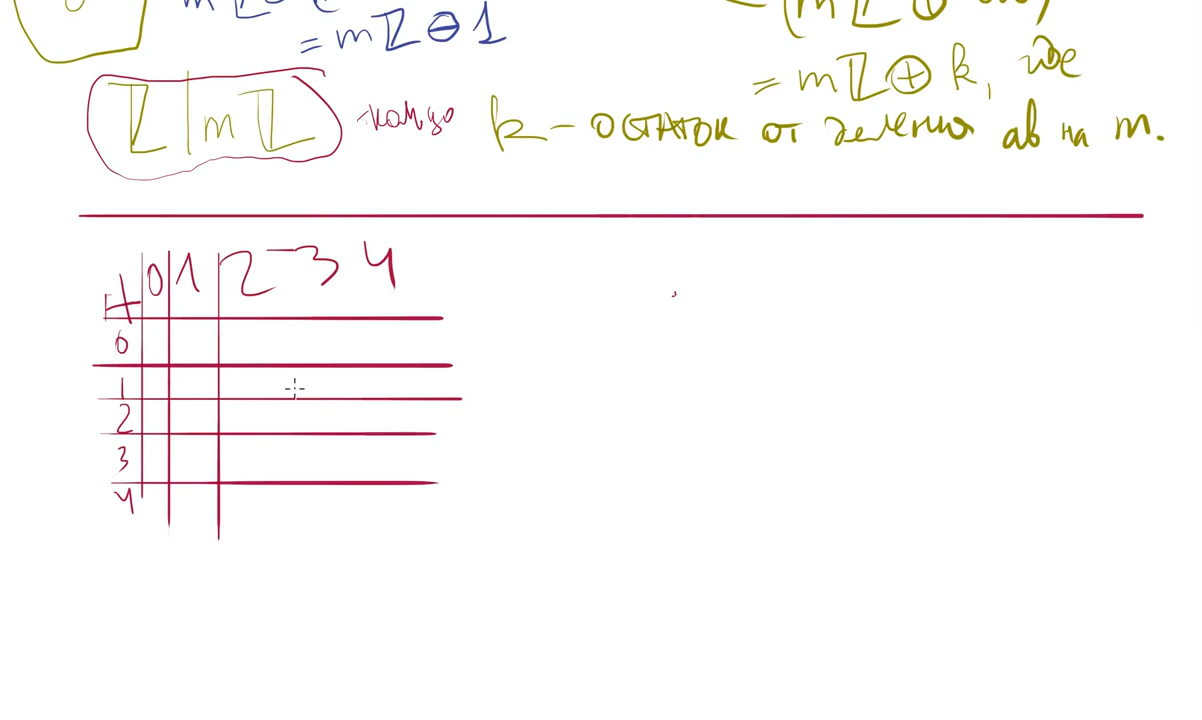 = mℤ ⊖ 1
= mℤ ⊕ k, где
ℤ | mℤ - кольцо
k - остаток от деления ab на m.
+ 0 1 2 3 4
0
1
2
3
4